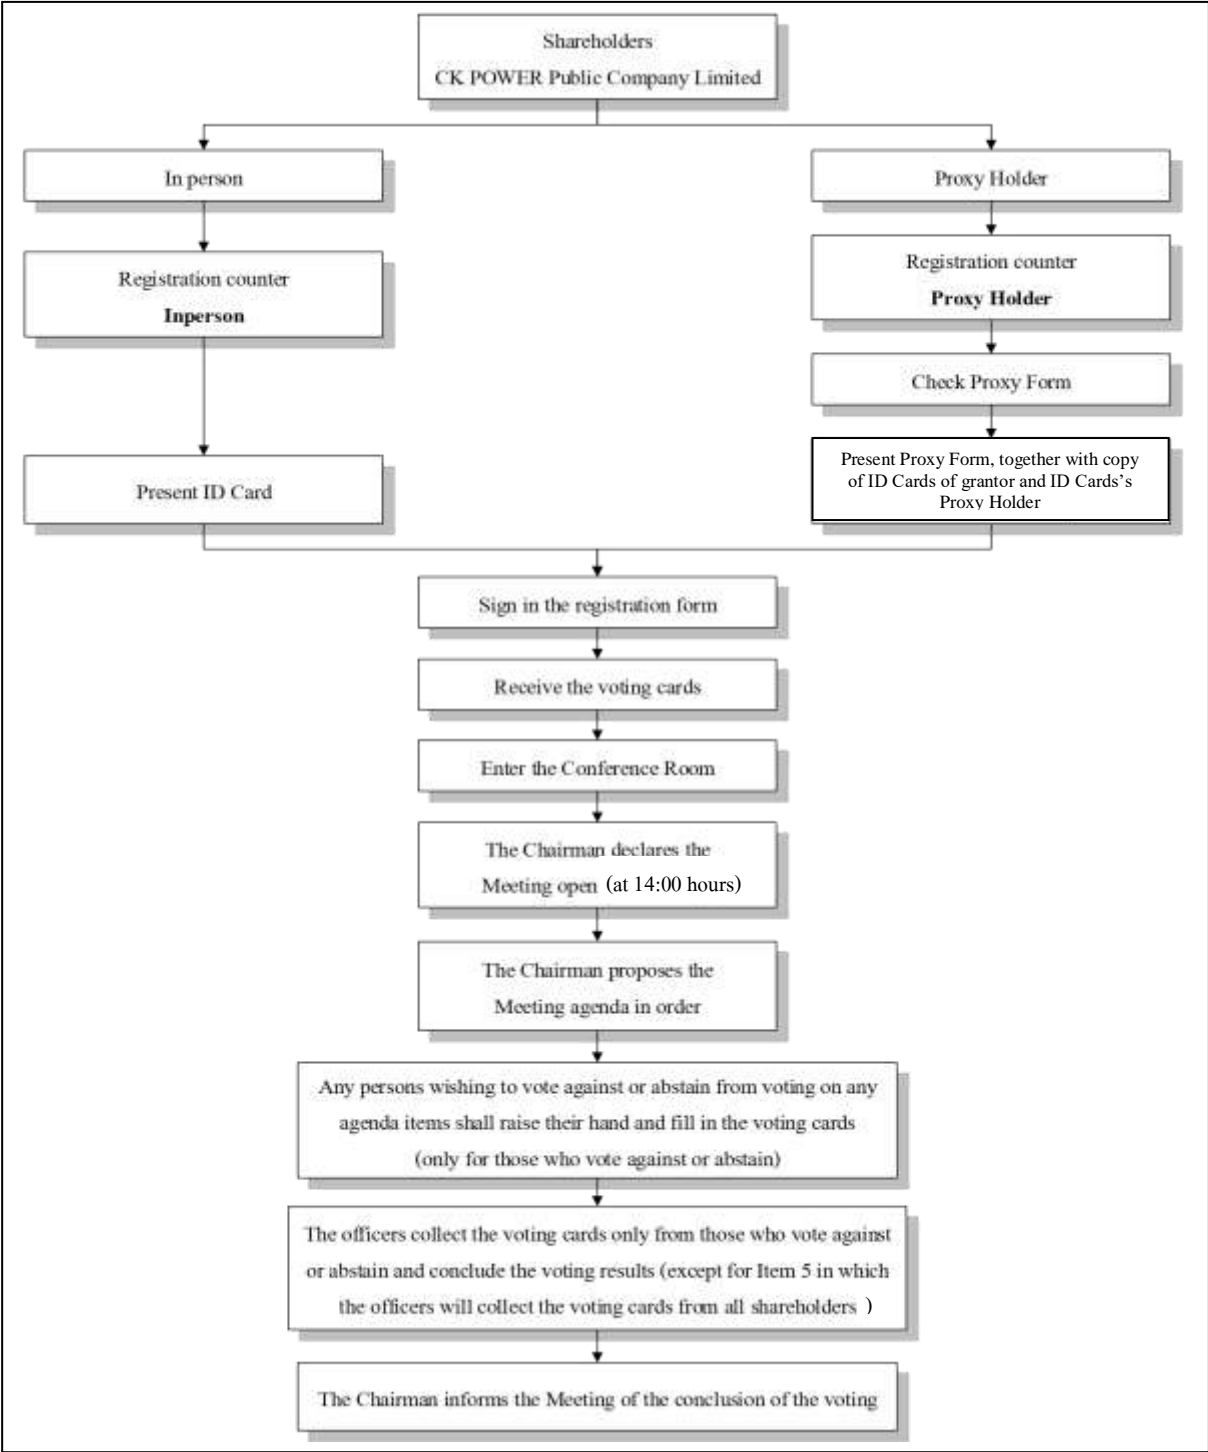 Shareholders
CK POWER Public Company Limited
In person
Proxy Holder
Registration counter
Inperson
Registration counter
Proxy Holder
Check Proxy Form
Present ID Card
Present Proxy Form, together with copy
of ID Cards of grantor and ID Cards’s
Proxy Holder
Sign in the registration form
Receive the voting cards
Enter the Conference Room
The Chairman declares the
Meeting open (at 14:00 hours)
The Chairman proposes the
Meeting agenda in order
Any persons wishing to vote against or abstain from voting on any
agenda items shall raise their hand and fill in the voting cards
(only for those who vote against or abstain)
The officers collect the voting cards only from those who vote against
or abstain and conclude the voting results (except for Item 5 in which
the officers will collect the voting cards from all shareholders )
The Chairman informs the Meeting of the conclusion of the voting